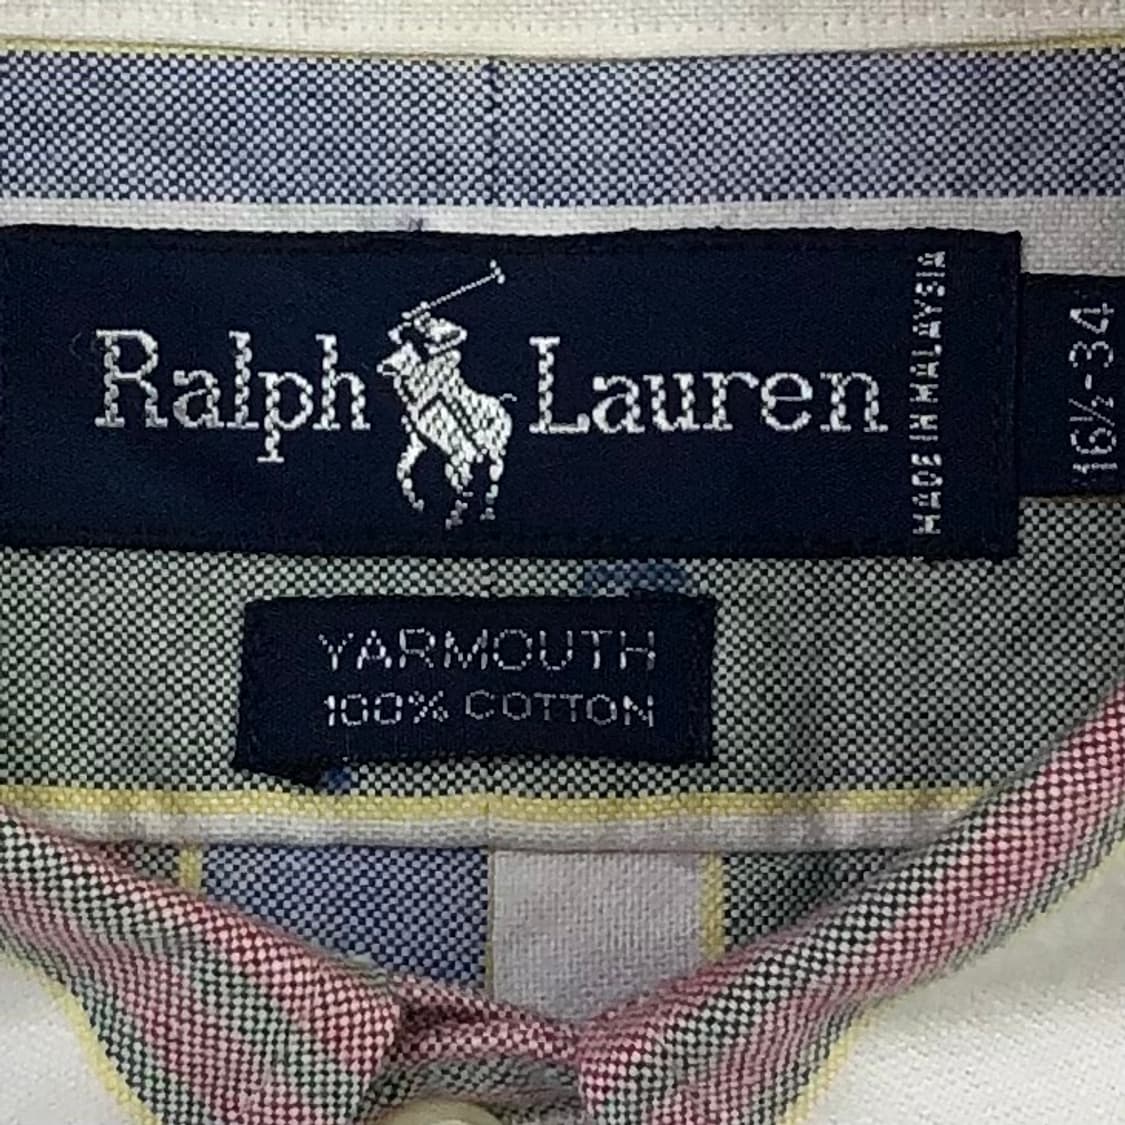 Ralph Lauren
MADE IN MALAYSIA
16½-34
YARMOUTH
100% COTTON